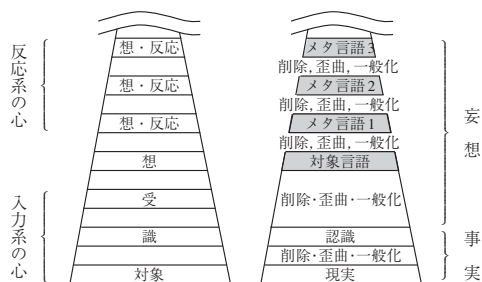 反応系の心
入力系の心
想・反応
想・反応
想・反応
想
受
識
対象
メタ言語3
削除,歪曲,一般化
メタ言語2
削除,歪曲,一般化
メタ言語1
削除,歪曲,一般化
対象言語
削除・歪曲・一般化
認識
削除・歪曲・一般化
現実
妄想
事実